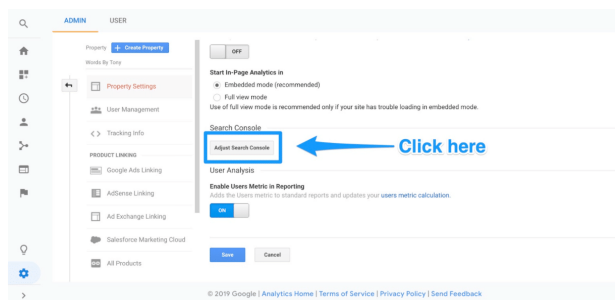 ADMIN USER
Property + Create Property
Words By Tony
Property Settings
User Management
Tracking Info
PRODUCT LINKING
Google Ads Linking
AdSense Linking
Ad Exchange Linking
Salesforce Marketing Cloud
All Products
OFF
Start In-Page Analytics in
Embedded mode (recommended)
Full view mode
Use of full view mode is recommended only if your site has trouble loading in embedded mode.
Search Console
Adjust Search Console
Click here
User Analysis
Enable Users Metric in Reporting
Adds the Users metric to standard reports and updates your users metric calculation.
ON
Save Cancel
© 2019 Google | Analytics Home | Terms of Service | Privacy Policy | Send Feedback